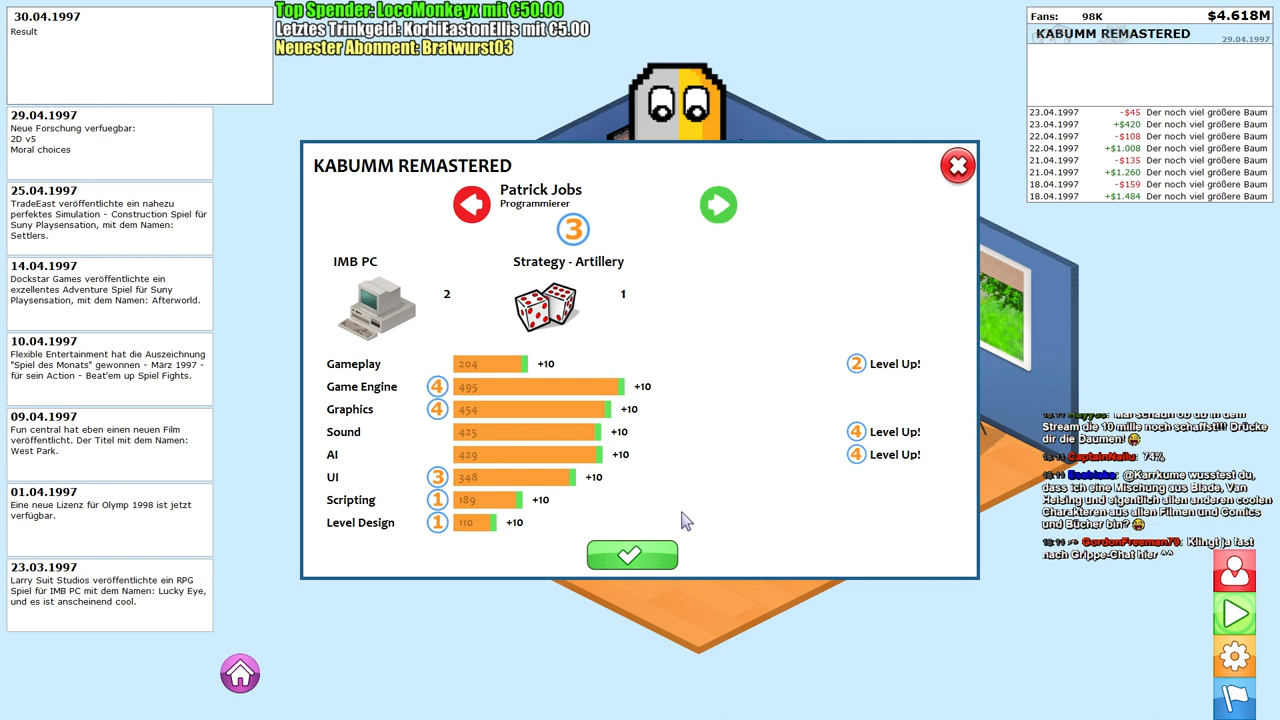 30.04.1997
Result
29.04.1997
Neue Forschung verfuegbar:
2D v5
Moral choices
25.04.1997
TradeEast veröffentlichte ein nahezu
perfektes Simulation - Construction Spiel für
Suny Playsensation, mit dem Namen:
Settlers.
14.04.1997
Dockstar Games veröffentlichte ein
exzellentes Adventure Spiel für Suny
Playsensation, mit dem Namen: Afterworld.
10.04.1997
Flexible Entertainment hat die Auszeichnung
"Spiel des Monats" gewonnen - März 1997 -
für sein Action - Beat'em up Spiel Fights.
09.04.1997
Fun central hat eben einen neuen Film
veröffentlicht. Der Titel mit dem Namen:
West Park.
01.04.1997
Eine neue Lizenz für Olymp 1998 ist jetzt
verfügbar.
23.03.1997
Larry Suit Studios veröffentlichte ein RPG
Spiel für IMB PC mit dem Namen: Lucky Eye,
und es ist anscheinend cool.
Top Spender: LocoMonkeyx mit €50.00
Letztes Trinkgeld: KorbiEastonEllis mit €5.00
Neuester Abonnent: Bratwurst03
KABUMM REMASTERED
Patrick Jobs
Programmierer
3
IMB PC
2
Strategy - Artillery
1
Gameplay 204 +10 2 Level Up!
Game Engine 4 495 +10
Graphics 4 454 +10
Sound 425 +10 4 Level Up!
AI 429 +10 4 Level Up!
UI 3 348 +10
Scripting 1 189 +10
Level Design 1 110 +10
Fans: 98K $4.618M
KABUMM REMASTERED
29.04.1997
23.04.1997 -$45 Der noch viel größere Baum
23.04.1997 +$420 Der noch viel größere Baum
22.04.1997 -$108 Der noch viel größere Baum
22.04.1997 +$1.008 Der noch viel größere Baum
21.04.1997 -$135 Der noch viel größere Baum
21.04.1997 +$1.260 Der noch viel größere Baum
18.04.1997 -$159 Der noch viel größere Baum
18.04.1997 +$1.484 Der noch viel größere Baum
Stream die 10 mille noch schaffst!!! Drücke
dir die Daumen!
CaptainNailu: 74%
@Karrkume wusstest du,
dass ich eine Mischung aus Blade, Van
Helsing und eigentlich allen anderen coolen
Charakteren aus allen Filmen und Comics
und Bücher bin?
GordonFreeman79: Klingt ja fast
nach Grippe-Chat hier ^^